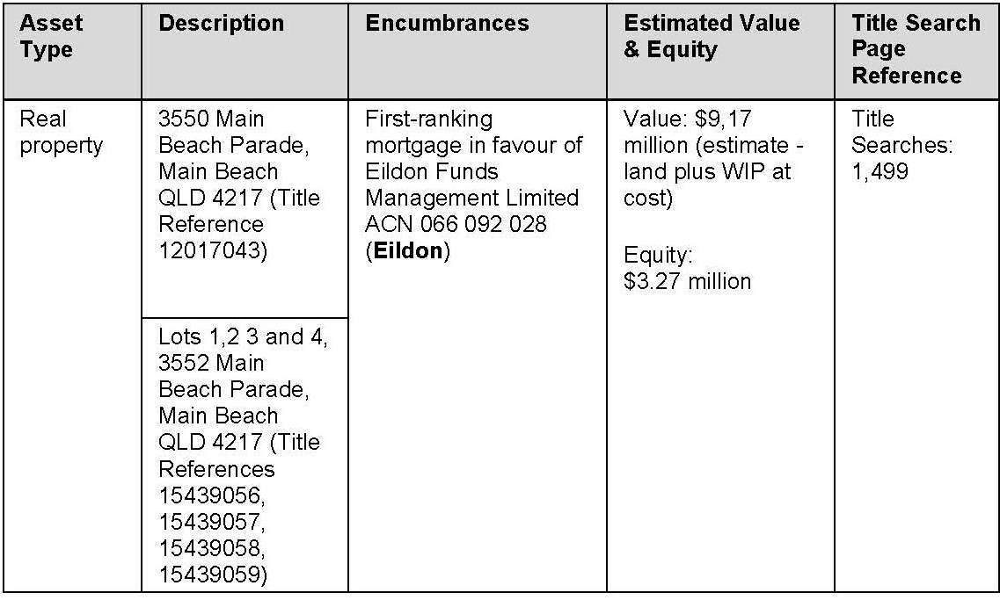 Asset
Type
Description
Encumbrances
Estimated Value
& Equity
Title Search
Page
Reference
Real
property
3550 Main
Beach Parade,
Main Beach
QLD 4217 (Title
Reference
12017043)
First-ranking
mortgage in favour of
Eildon Funds
Management Limited
ACN 066 092 028
(Eildon)
Value: $9,17
million (estimate -
land plus WIP at
cost)
Equity:
$3.27 million
Title
Searches:
1,499
Lots 1,2 3 and 4,
3552 Main
Beach Parade,
Main Beach
QLD 4217 (Title
References
15439056,
15439057,
15439058,
15439059)